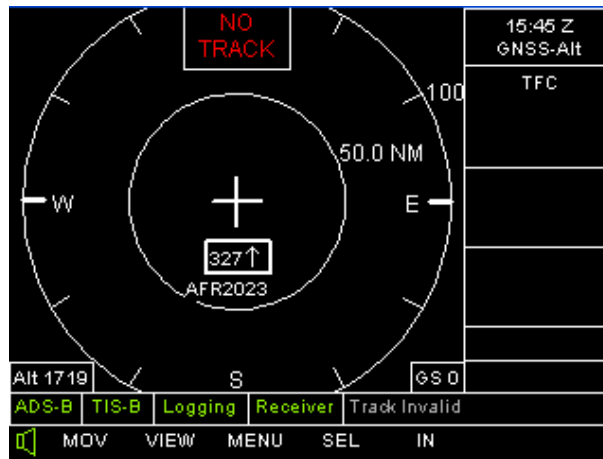 NO
TRACK
15:45 Z
GNSS-Alt
TFC
100
50.0 NM
W
E
327↑
AFR2023
S
Alt 1719
GS 0
ADS-B TIS-B Logging Receiver Track Invalid
MOV VIEW MENU SEL IN